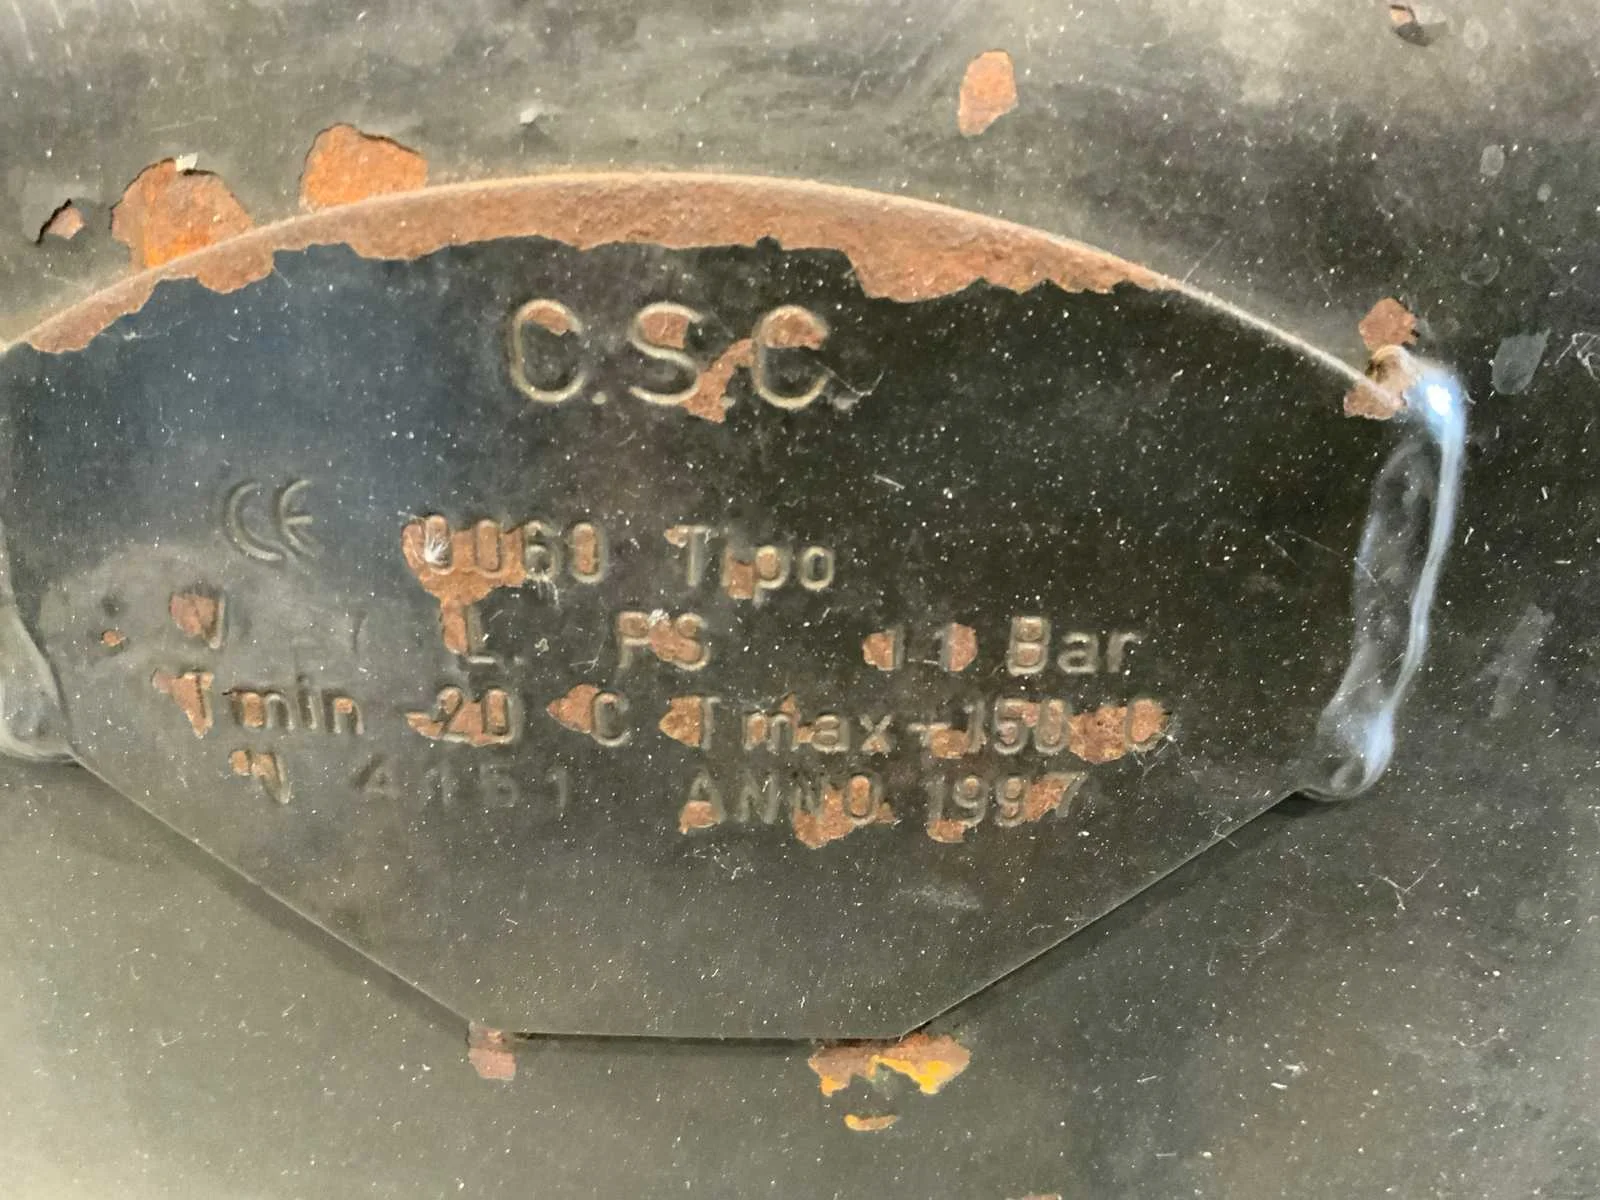 C.S.C
CE 0060 Tipo
V L. PS 11 Bar
Tmin -20 C Tmax +150 C
N 4151 ANNO 1997